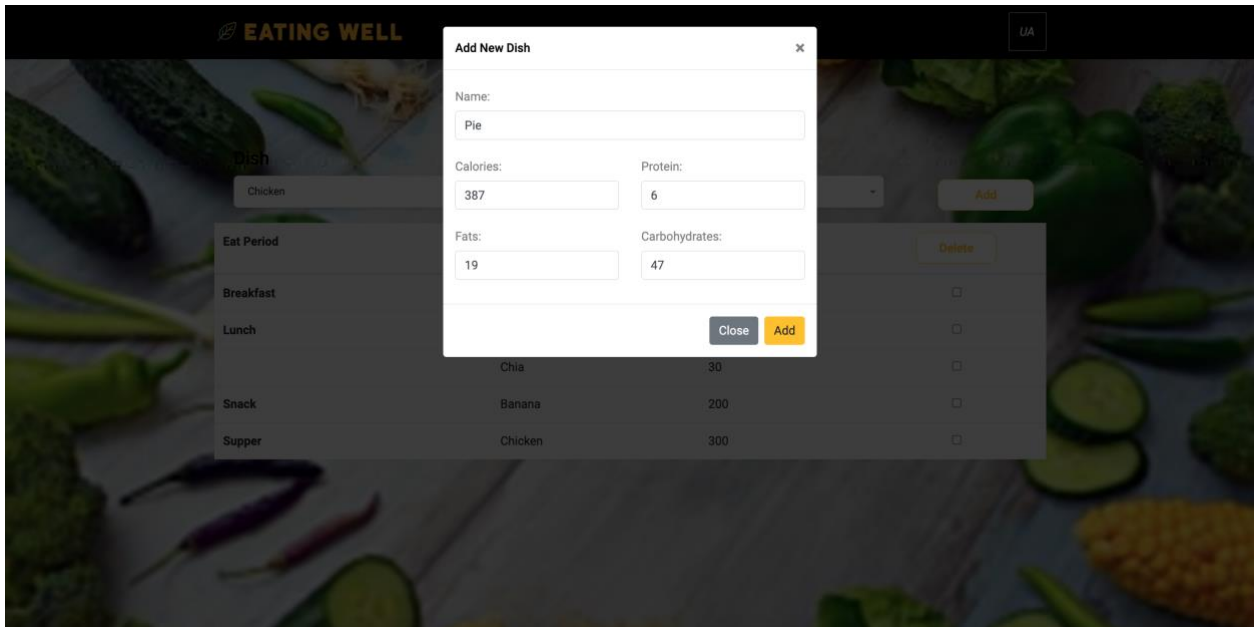 EATING WELL
UA
Add New Dish
×
Name:
Pie
Calories: Protein:
387 6
Fats: Carbohydrates:
19 47
Close Add
Dish
Chicken
Add
Eat Period
Delete
Breakfast
Lunch
Chia 30
Snack Banana 200
Supper Chicken 300